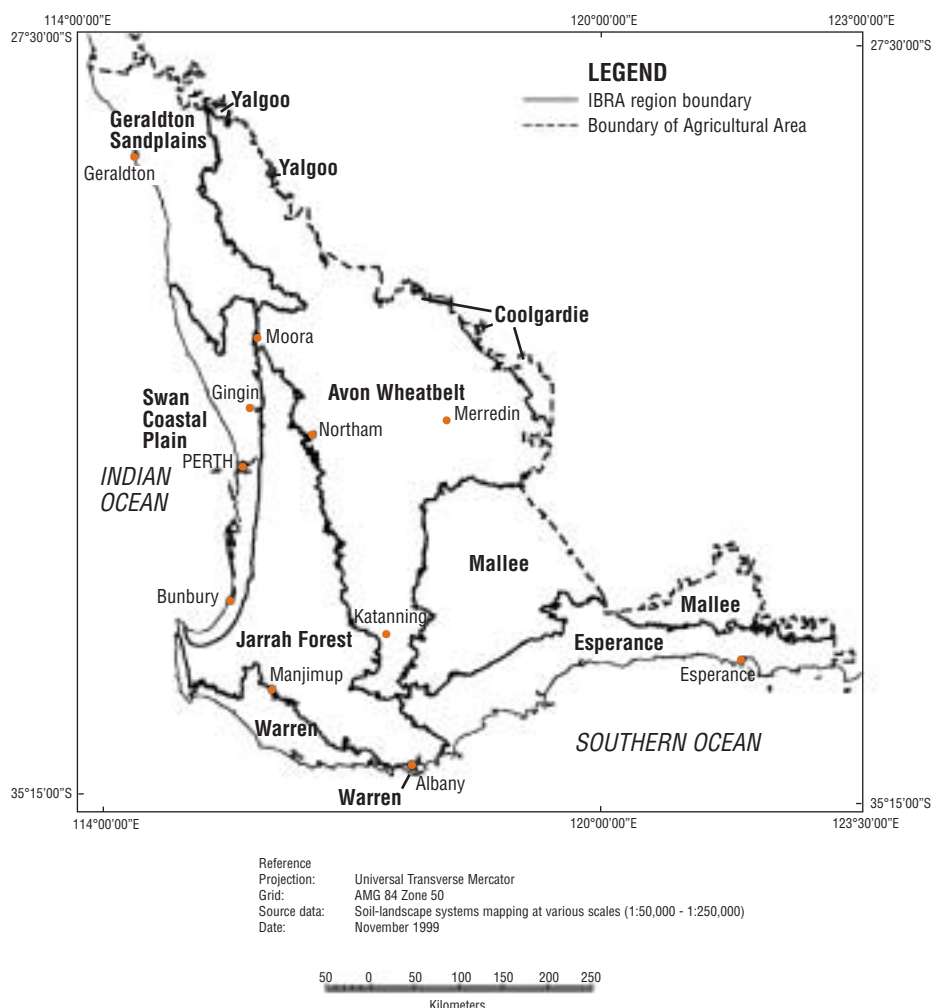 114°00'00"E 120°00'00"E 123°00'00"E
27°30'00"S 27°30'00"S
LEGEND
IBRA region boundary
Boundary of Agricultural Area
Yalgoo
Geraldton
Sandplains
Yalgoo
Geraldton
Coolgardie
Moora
Avon Wheatbelt
Gingin
Swan
Coastal
Plain
Merredin
Northam
PERTH
INDIAN
OCEAN
Mallee
Bunbury
Mallee
Katanning
Jarrah Forest
Esperance
Manjimup
Esperance
Warren
SOUTHERN OCEAN
Albany
Warren
35°15'00"S 35°15'00"S
114°00'00"E 120°00'00"E 123°30'00"E
Reference
Projection: Universal Transverse Mercator
Grid: AMG 84 Zone 50
Source data: Soil-landscape systems mapping at various scales (1:50,000 - 1:250,000)
Date: November 1999
50 0 50 100 150 200 250
Kilometers